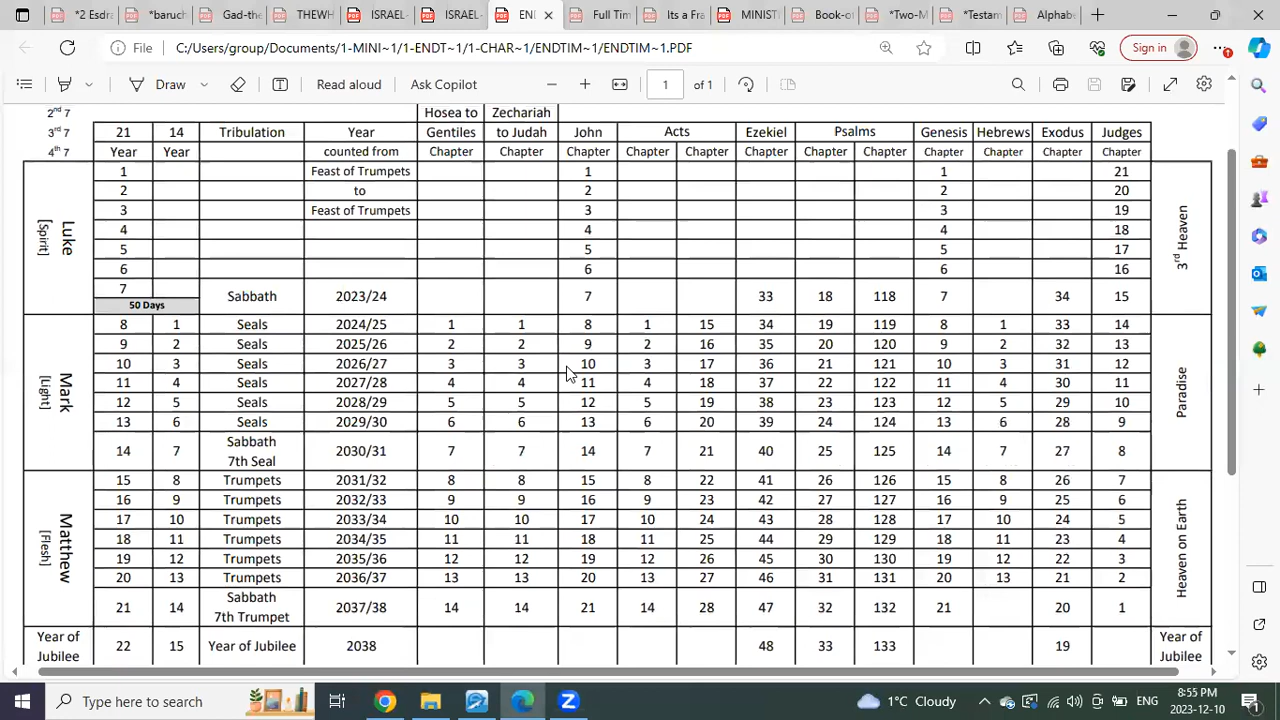 *2 Esdra
*baruch
Gad-the
THEWH
ISRAEL-
ISRAEL-
END
Full Tim
Its a Fra
MINISTI
Book-of
*Two-M
*Testam
Alphabe
File C:/Users/group/Documents/1-MINI~1/1-ENDT~1/1-CHAR~1/ENDTIM~1/ENDTIM~1.PDF Sign in
Draw Read aloud Ask Copilot 1 of 1
2nd 7 Hosea to Zechariah
3rd 7 21 14 Tribulation Year Gentiles to Judah John Acts Ezekiel Psalms Genesis Hebrews Exodus Judges
4th 7 Year Year counted from Chapter Chapter Chapter Chapter Chapter Chapter Chapter Chapter Chapter Chapter Chapter Chapter
Luke
[Spirit]
3rd Heaven
1 Feast of Trumpets 1 1 21
2 to 2 2 20
3 Feast of Trumpets 3 3 19
4 4 4 18
5 5 5 17
6 6 6 16
7 Sabbath 2023/24 7 33 18 118 7 34 15
50 Days
Mark
[Light]
Paradise
8 1 Seals 2024/25 1 1 8 1 15 34 19 119 8 1 33 14
9 2 Seals 2025/26 2 2 9 2 16 35 20 120 9 2 32 13
10 3 Seals 2026/27 3 3 10 3 17 36 21 121 10 3 31 12
11 4 Seals 2027/28 4 4 11 4 18 37 22 122 11 4 30 11
12 5 Seals 2028/29 5 5 12 5 19 38 23 123 12 5 29 10
13 6 Seals 2029/30 6 6 13 6 20 39 24 124 13 6 28 9
14 7 Sabbath 2030/31 7 7 14 7 21 40 25 125 14 7 27 8
7th Seal
Matthew
[Flesh]
Heaven on Earth
15 8 Trumpets 2031/32 8 8 15 8 22 41 26 126 15 8 26 7
16 9 Trumpets 2032/33 9 9 16 9 23 42 27 127 16 9 25 6
17 10 Trumpets 2033/34 10 10 17 10 24 43 28 128 17 10 24 5
18 11 Trumpets 2034/35 11 11 18 11 25 44 29 129 18 11 23 4
19 12 Trumpets 2035/36 12 12 19 12 26 45 30 130 19 12 22 3
20 13 Trumpets 2036/37 13 13 20 13 27 46 31 131 20 13 21 2
21 14 Sabbath 2037/38 14 14 21 14 28 47 32 132 21 20 1
7th Trumpet
Year of Jubilee 22 15 Year of Jubilee 2038 48 33 133 19 Year of Jubilee
Type here to search 1°C Cloudy ENG 8:55 PM
2023-12-10 1